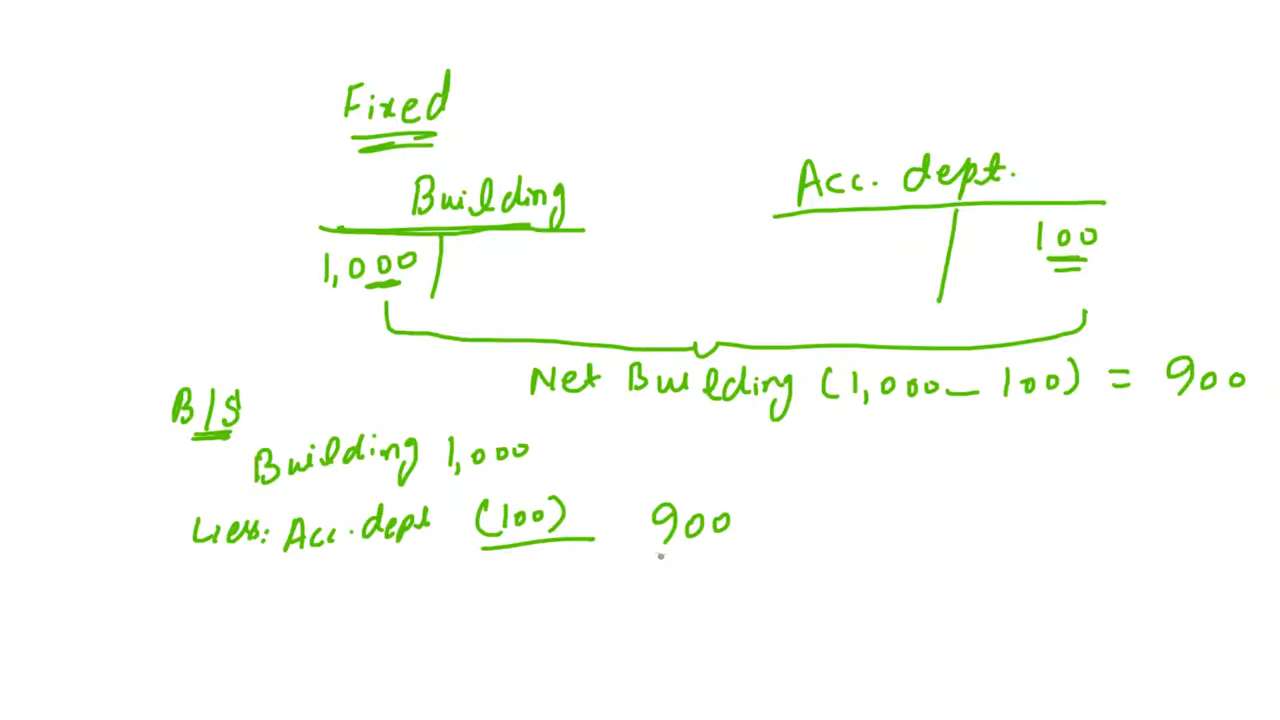 Fixed
Building
Acc. dept.
1,000
100
Net Building (1,000 - 100) = 900
B/S
Building 1,000
Less: Acc. dept (100) 900